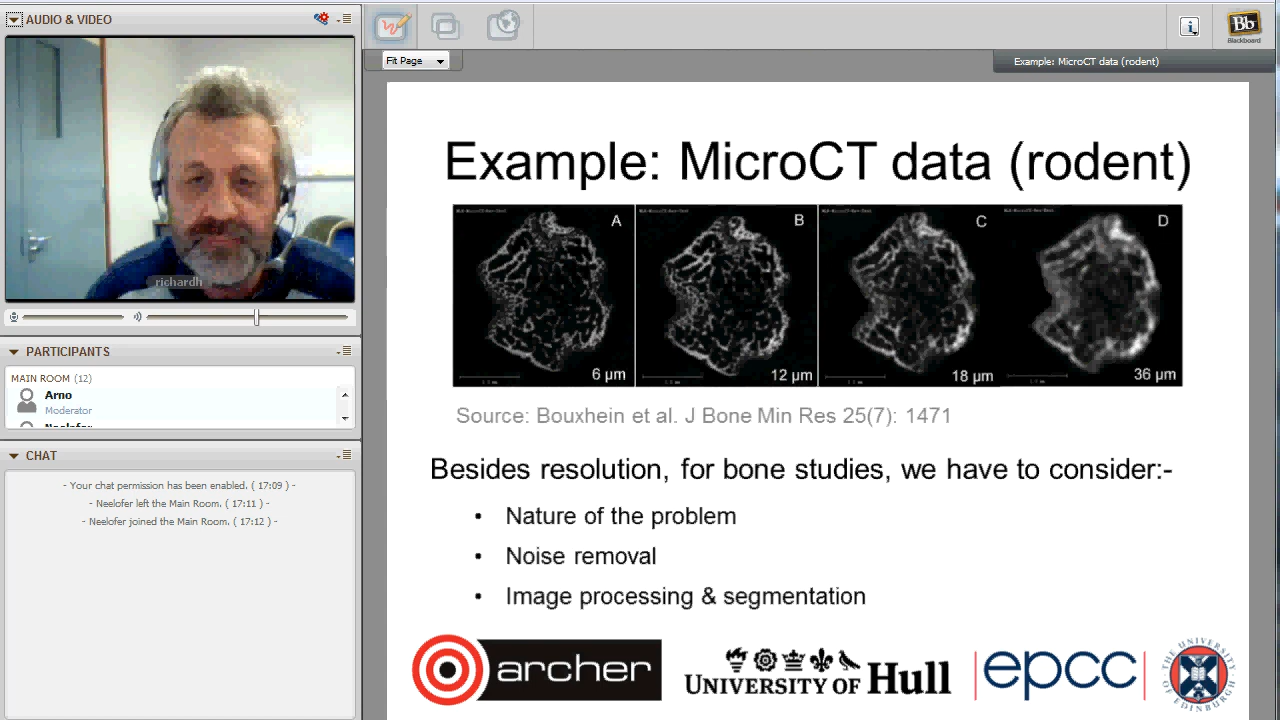 AUDIO & VIDEO
richardh
PARTICIPANTS
MAIN ROOM (12)
Arno
Moderator
Neelofer
CHAT
- Your chat permission has been enabled. ( 17:09 ) -
- Neelofer left the Main Room. ( 17:11 ) -
- Neelofer joined the Main Room. ( 17:12 ) -
Bb
Blackboard
Fit Page
Example: MicroCT data (rodent)
Example: MicroCT data (rodent)
A B C D
6 µm 12 µm 18 µm 36 µm
Source: Bouxhein et al. J Bone Min Res 25(7): 1471
Besides resolution, for bone studies, we have to consider:-
• Nature of the problem
• Noise removal
• Image processing & segmentation
archer
UNIVERSITY OF Hull
epcc
THE UNIVERSITY OF EDINBURGH